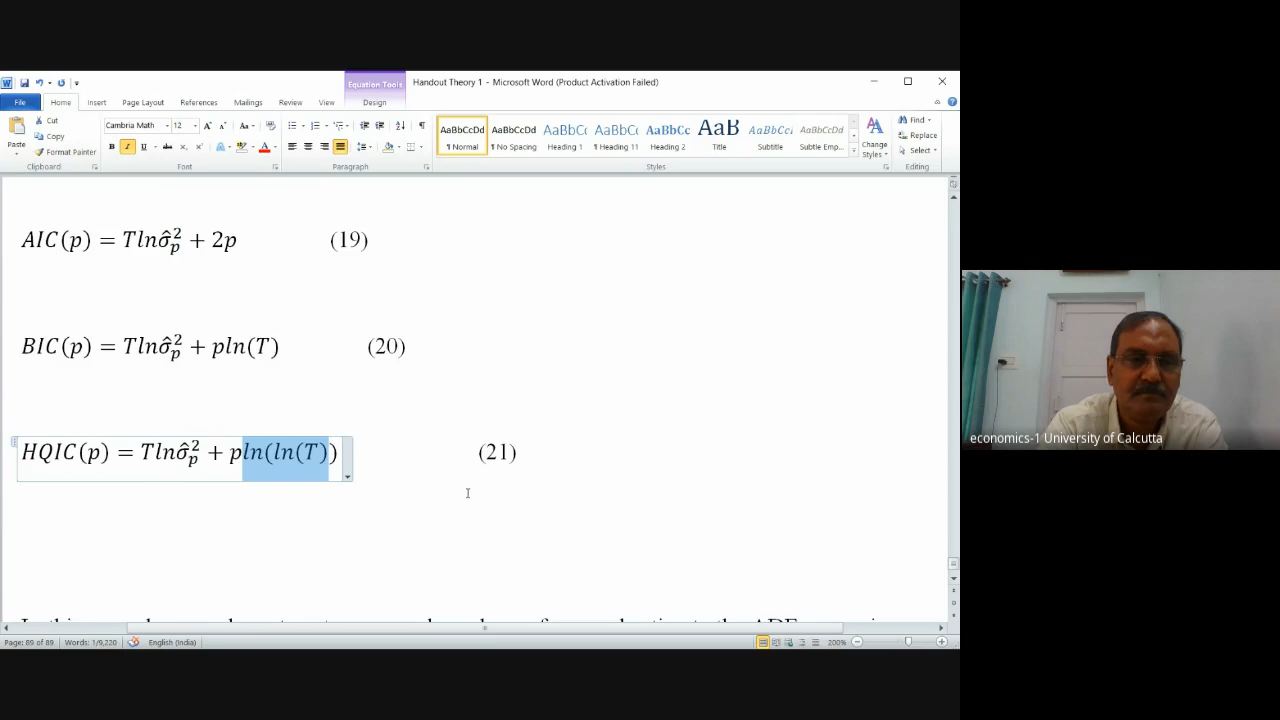 Equation Tools
Handout Theory 1 - Microsoft Word (Product Activation Failed)
File Home Insert Page Layout References Mailings Review View Design
Paste
Cut
Copy
Format Painter
Clipboard
Cambria Math 12
Font
Paragraph
AaBbCcDd AaBbCcDd AaBbCc AaBbCc AaBbCc AaB AaBbCcI AaBbCcDd
¶ Normal ¶ No Spacing Heading 1 ¶ Heading 11 Heading 2 Title Subtitle Subtle Emp...
Styles
Change Styles
Find
Replace
Select
Editing
AIC(p) = Tlnσ̂²ₚ + 2p (19)
BIC(p) = Tlnσ̂²ₚ + pln(T) (20)
HQIC(p) = Tlnσ̂²ₚ + pln(ln(T)) (21)
economics-1 University of Calcutta
Page: 89 of 89 Words: 1/9,220 English (India) 200%